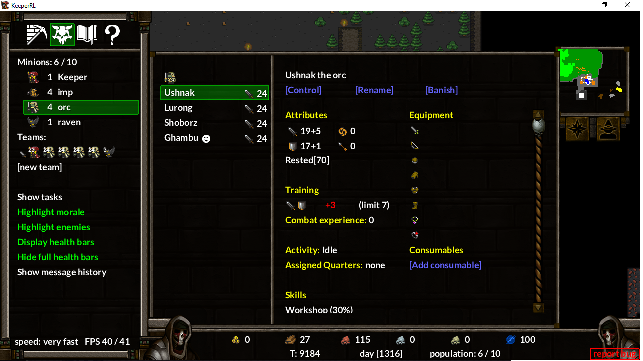 KeeperRL
Minions: 6 / 10
1 Keeper
4 imp
4 orc
1 raven
Teams:
[new team]
Show tasks
Highlight morale
Highlight enemies
Display health bars
Hide full health bars
Show message history
speed: very fast FPS 40 / 41
Ushnak 24
Lurong 24
Shoborz 24
Ghambu 24
Ushnak the orc
[Control] [Rename] [Banish]
Attributes
Equipment
19+5 0
17+1 0
Rested[70]
Training
+3 (limit 7)
Combat experience: 0
Activity: Idle
Assigned Quarters: none
Consumables
[Add consumable]
Skills
Workshop (30%)
0 27 115 0 0 100
T: 9184 day [1316] population: 6 / 10